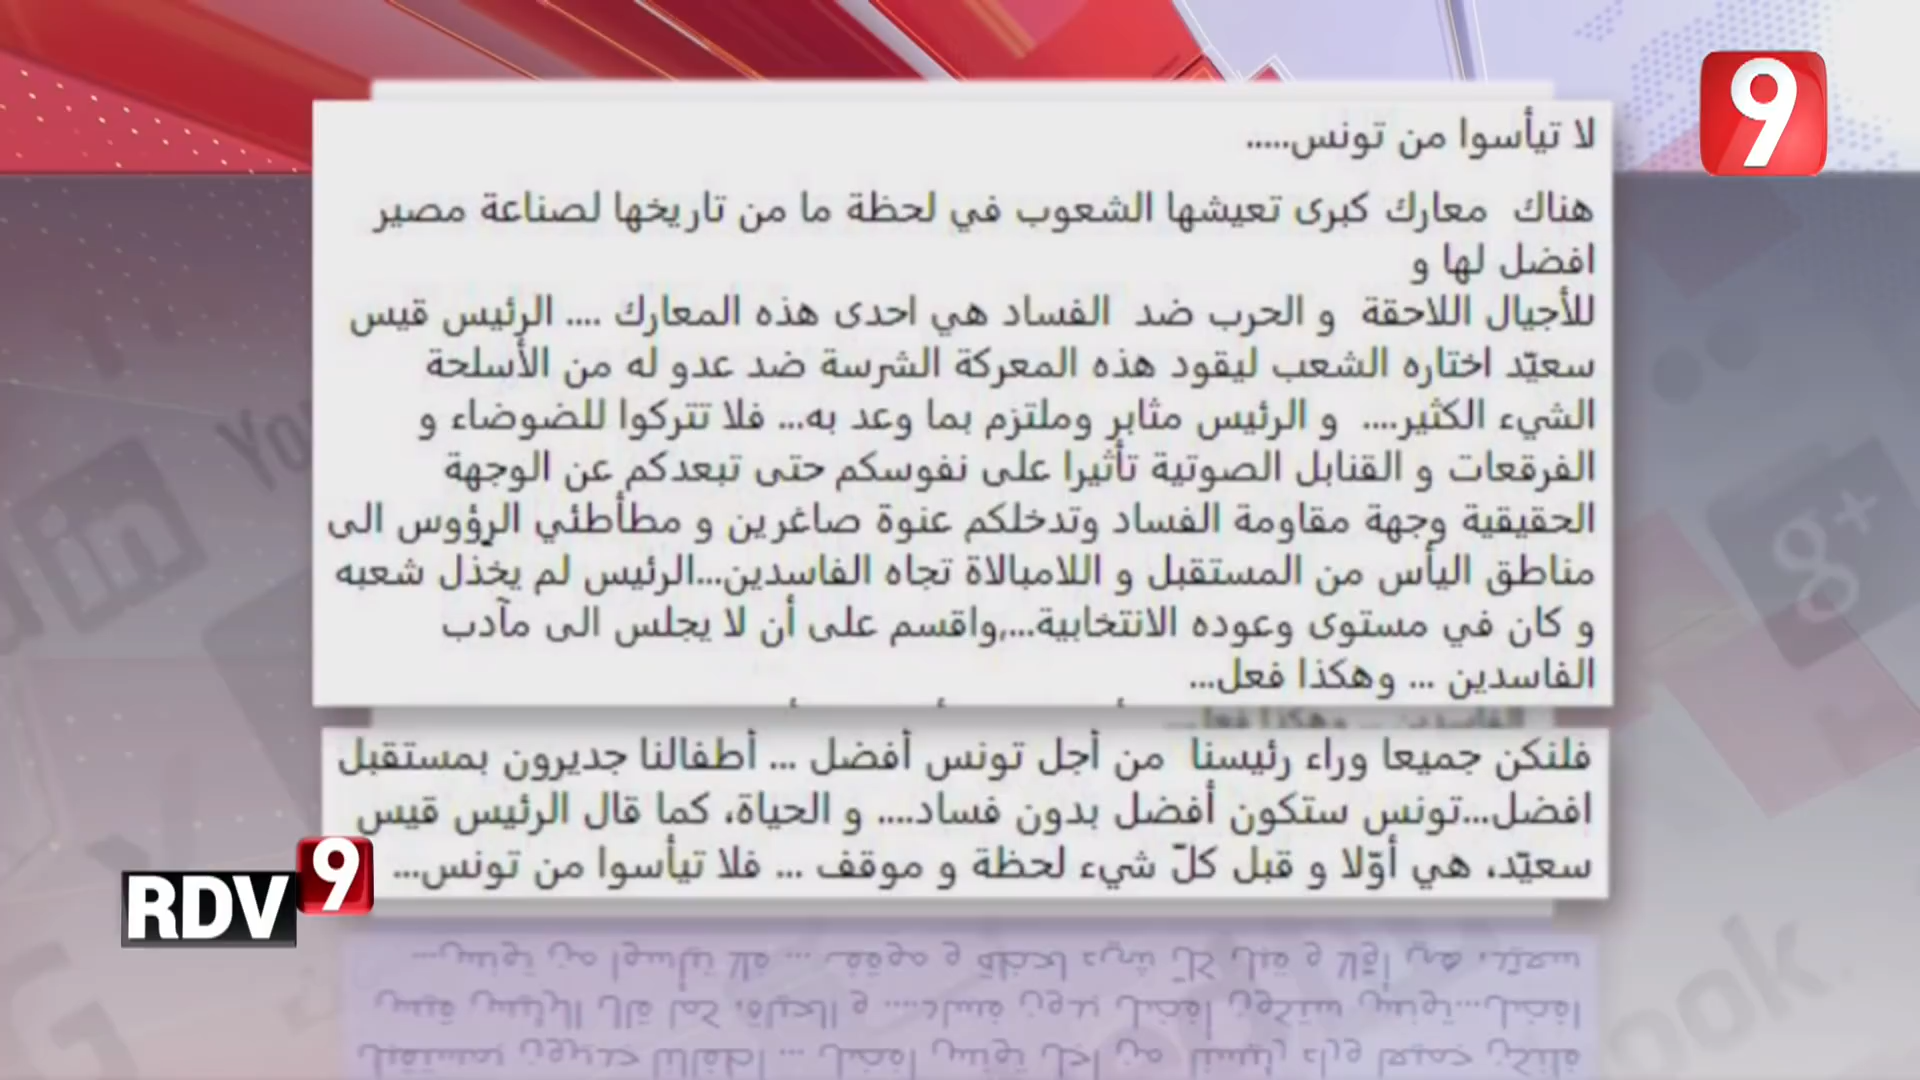 9
لا تيأسوا من تونس.....
هناك معارك كبرى تعيشها الشعوب في لحظة ما من تاريخها لصناعة مصير
افضل لها و
للأجيال اللاحقة و الحرب ضد الفساد هي احدى هذه المعارك .... الرئيس قيس
سعيّد اختاره الشعب ليقود هذه المعركة الشرسة ضد عدو له من الأسلحة
الشيء الكثير.... و الرئيس مثابر وملتزم بما وعد به... فلا تتركوا للضوضاء و
الفرقعات و القنابل الصوتية تأثيرا على نفوسكم حتى تبعدكم عن الوجهة
الحقيقية وجهة مقاومة الفساد وتدخلكم عنوة صاغرين و مطأطئي الرؤوس الى
مناطق اليأس من المستقبل و اللامبالاة تجاه الفاسدين...الرئيس لم يخذل شعبه
و كان في مستوى وعوده الانتخابية...,واقسم على أن لا يجلس الى مآدب
الفاسدين ... وهكذا فعل...
فلنكن جميعا وراء رئيسنا من أجل تونس أفضل ... أطفالنا جديرون بمستقبل
افضل...تونس ستكون أفضل بدون فساد.... و الحياة، كما قال الرئيس قيس
سعيّد، هي أوّلا و قبل كلّ شيء لحظة و موقف ... فلا تيأسوا من تونس...
RDV 9
in
You
g+
ook.